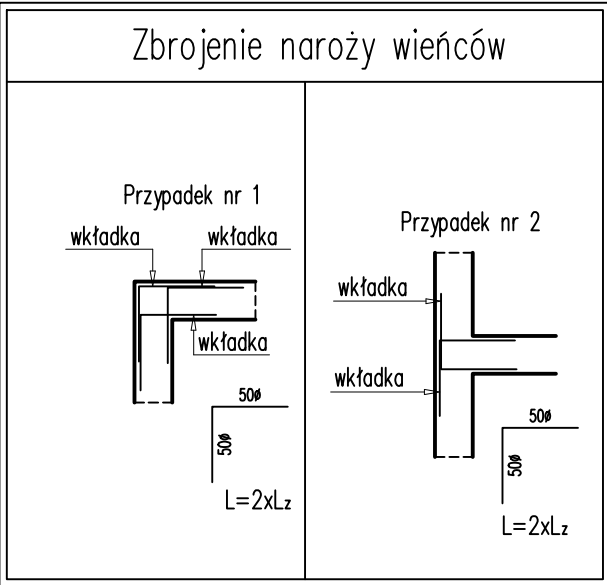 Zbrojenie naroży wieńców
Przypadek nr 1
wkładka
wkładka
wkładka
50ø
50ø
L=2xLz
Przypadek nr 2
wkładka
wkładka
50ø
50ø
L=2xLz